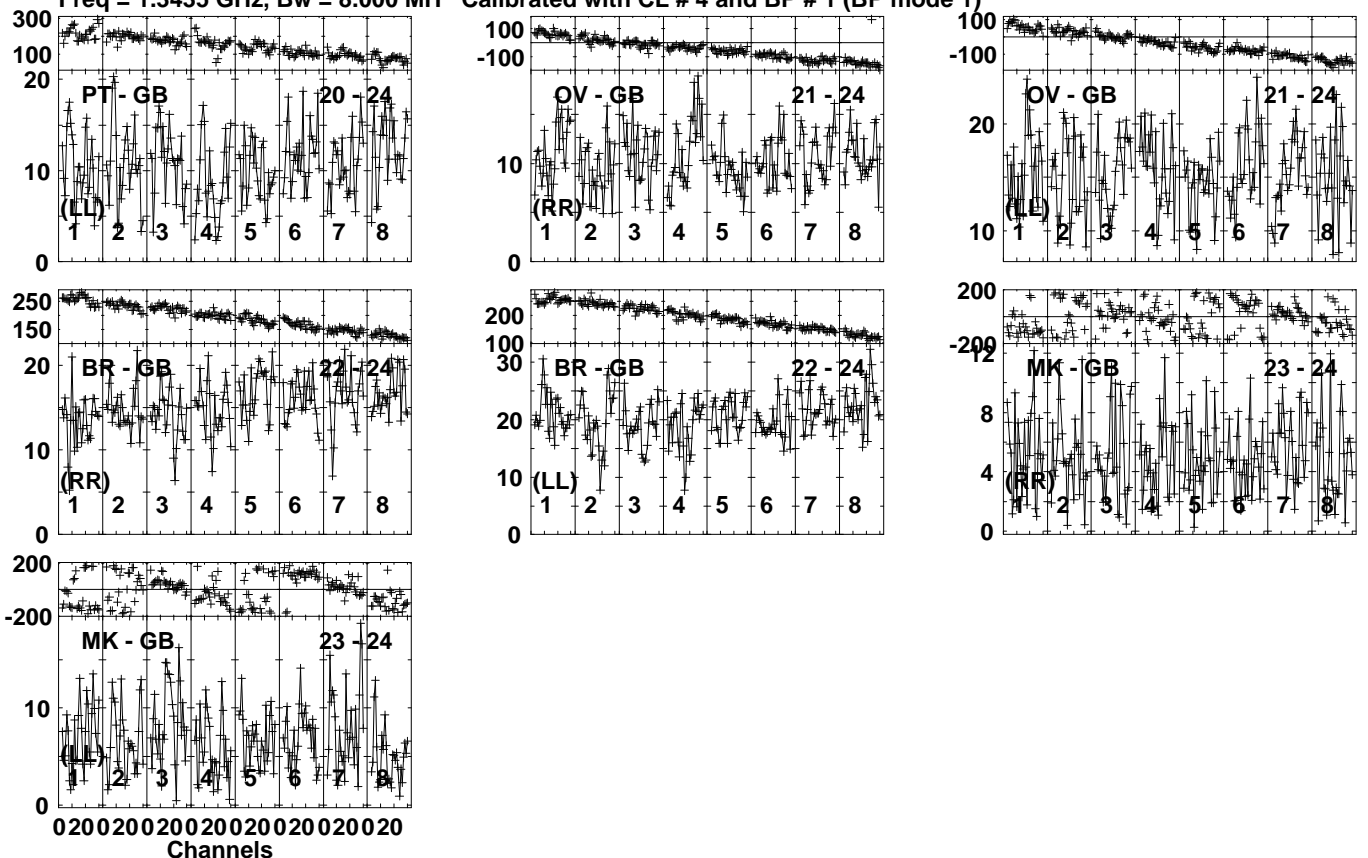 Freq = 1.3435 GHz, Bw = 8.000 MH Calibrated with CL # 4 and BP # 1 (BP mode 1)
300
100
20
10
0
PT - GB 20 - 24
(LL)
1 2 3 4 5 6 7 8
100
-100
10
0
OV - GB 21 - 24
(RR)
1 2 3 4 5 6 7 8
100
-100
20
10
OV - GB 21 - 24
(LL)
1 2 3 4 5 6 7 8
250
150
20
10
0
BR - GB 22 - 24
(RR)
1 2 3 4 5 6 7 8
200
100
30
20
10
0
BR - GB 22 - 24
(LL)
1 2 3 4 5 6 7 8
200
-200
12
8
4
0
MK - GB 23 - 24
(RR)
1 2 3 4 5 6 7 8
200
-200
10
0
MK - GB 23 - 24
(LL)
1 2 3 4 5 6 7 8
0 20 0 20 0 20 0 20 0 20 0 20 0 20 0 20
Channels